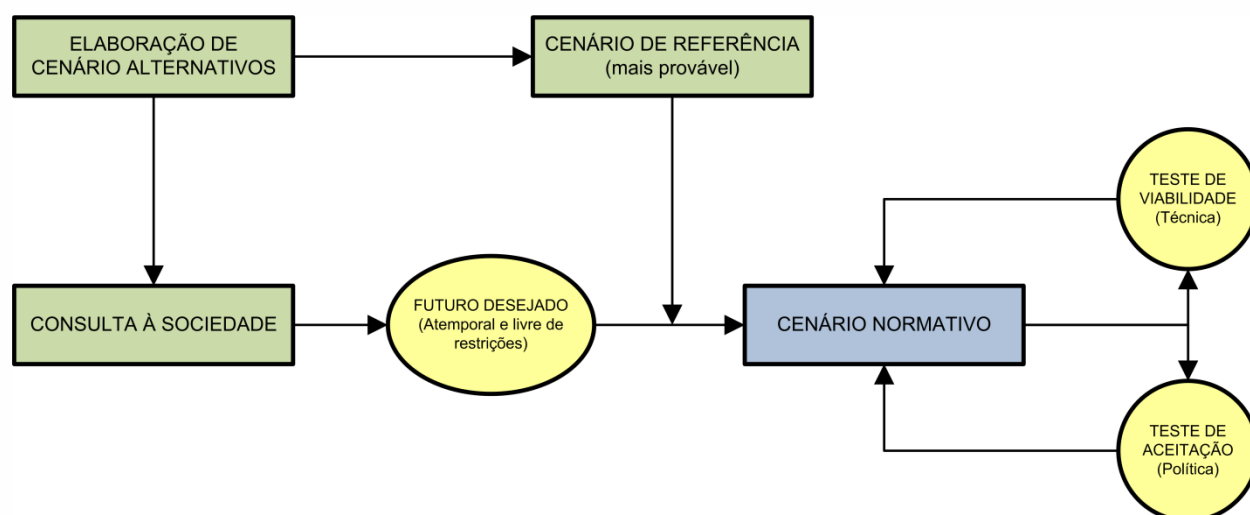 ELABORAÇÃO DE
CENÁRIO ALTERNATIVOS
CENÁRIO DE REFERÊNCIA
(mais provável)
TESTE DE
VIABILIDADE
(Técnica)
CONSULTA À SOCIEDADE
FUTURO DESEJADO
(Atemporal e livre de
restrições)
CENÁRIO NORMATIVO
TESTE DE
ACEITAÇÃO
(Política)